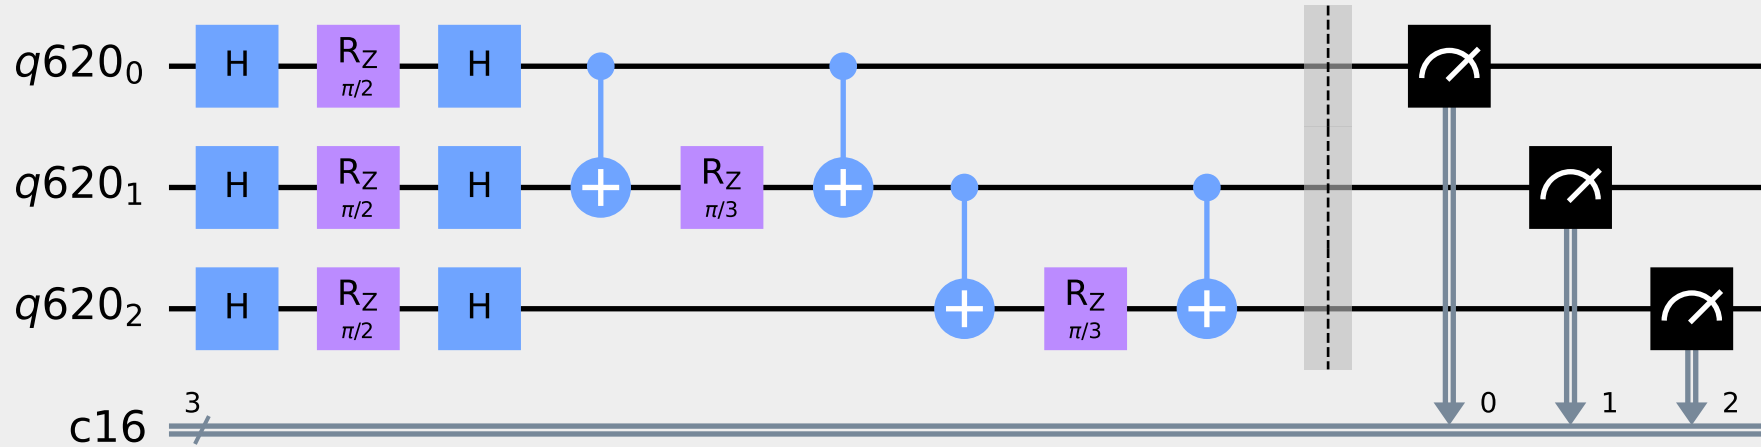 q620₀ H R_Z π/2 H
q620₁ H R_Z π/2 H R_Z π/3
q620₂ H R_Z π/2 H R_Z π/3
c16 3 0 1 2